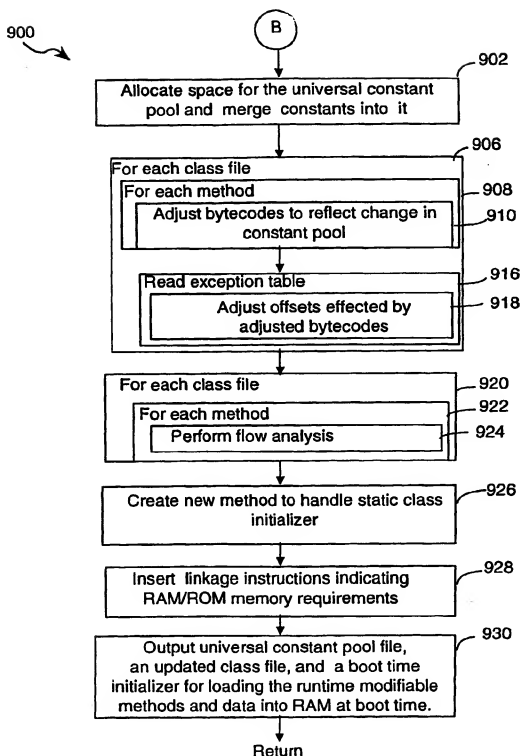 900
B
902
Allocate space for the universal constant
pool and merge constants into it
906
For each class file
908
For each method
910
Adjust bytecodes to reflect change in
constant pool
916
Read exception table
918
Adjust offsets effected by
adjusted bytecodes
920
For each class file
922
For each method
924
Perform flow analysis
926
Create new method to handle static class
initializer
928
Insert linkage instructions indicating
RAM/ROM memory requirements
930
Output universal constant pool file,
an updated class file, and a boot time
initializer for loading the runtime modifiable
methods and data into RAM at boot time.
Return